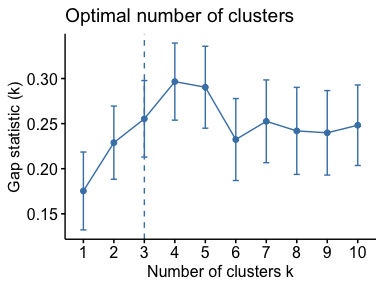 Optimal number of clusters
Gap statistic (k)
0.30
0.25
0.20
0.15
1 2 3 4 5 6 7 8 9 10
Number of clusters k